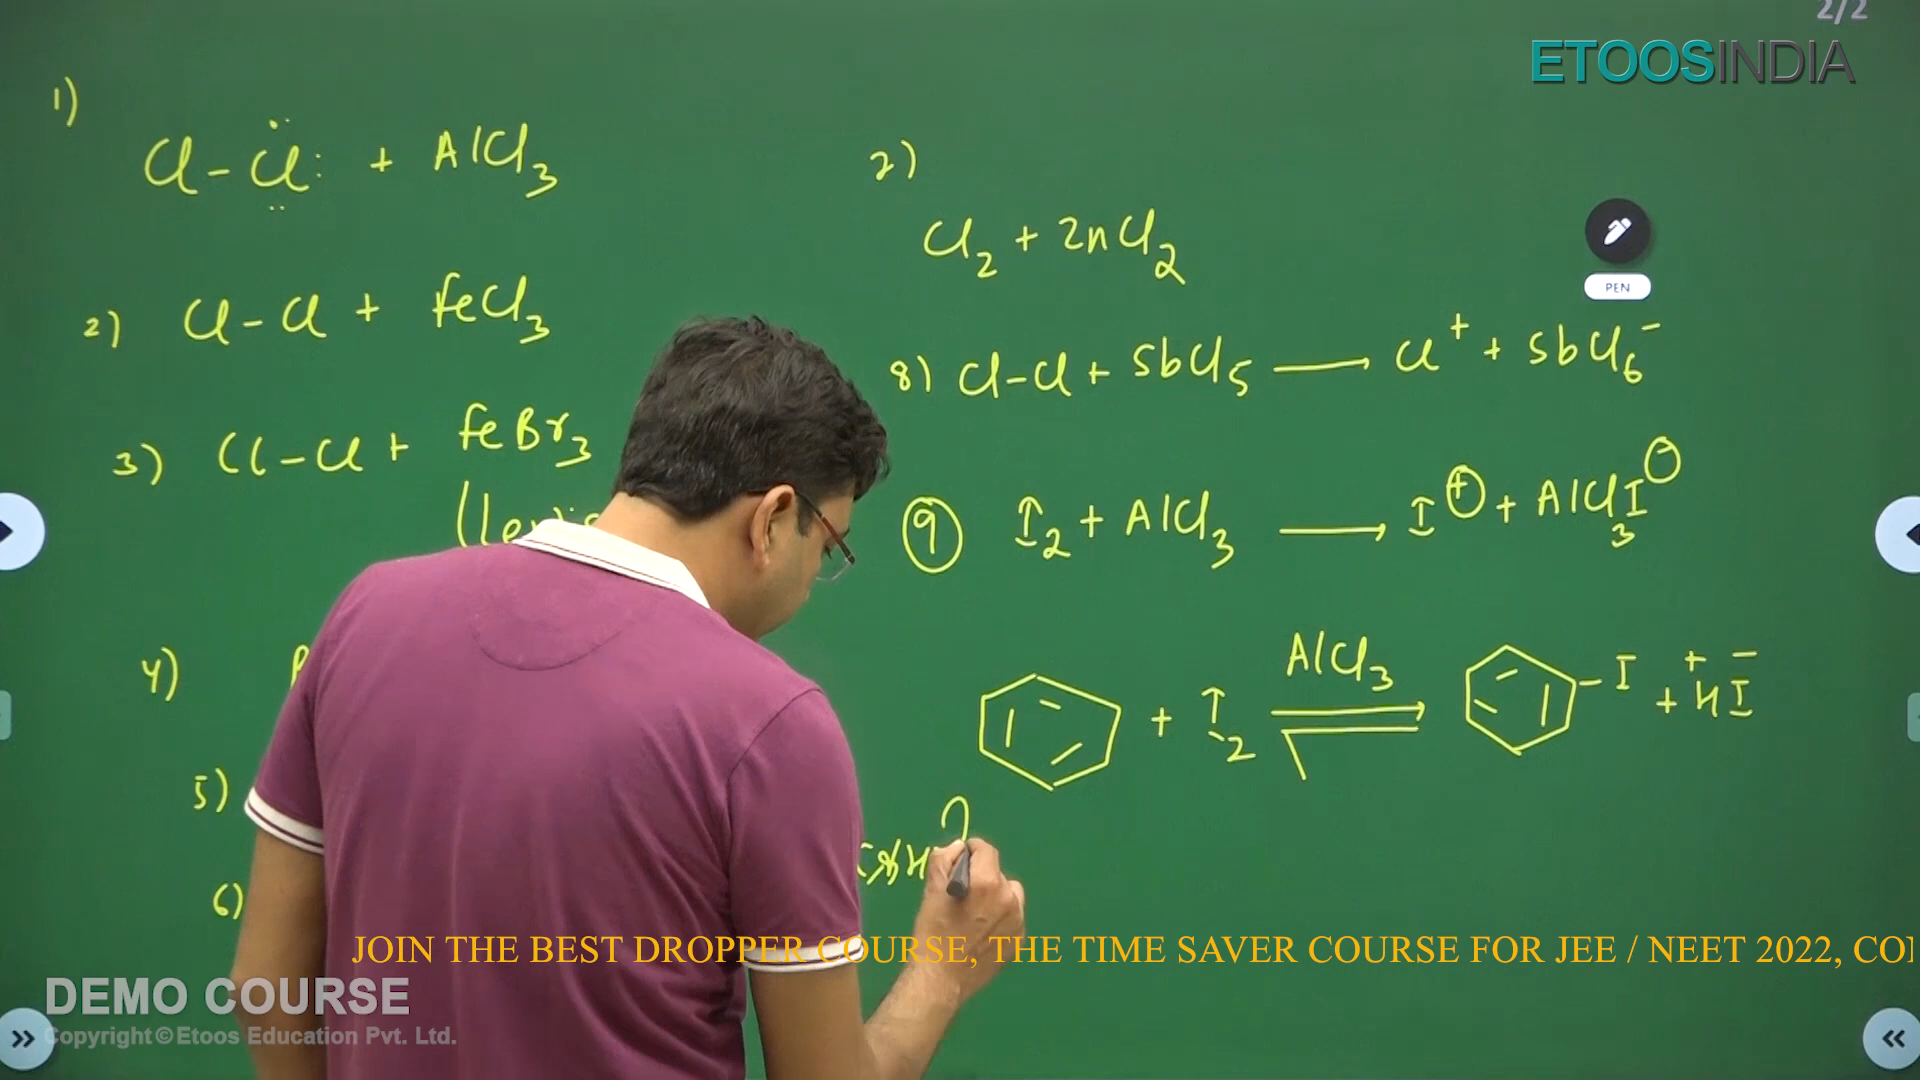 2/2
ETOOSINDIA
1)
Cl-Cl: + AlCl3
2) Cl-Cl + FeCl3
3) Cl-Cl + FeBr3
4)
5)
6)
2)
Cl2 + ZnCl2
PEN
8) Cl-Cl + SbCl5 ⟶ Cl+ + SbCl6-
9 I2 + AlCl3 ⟶ I⊕ + AlCl3I⊖
AlCl3
+ I2 ⇌ -I + H+I-
JOIN THE BEST DROPPER COURSE, THE TIME SAVER COURSE FOR JEE / NEET 2022,
DEMO COURSE
Copyright © Etoos Education Pvt. Ltd.